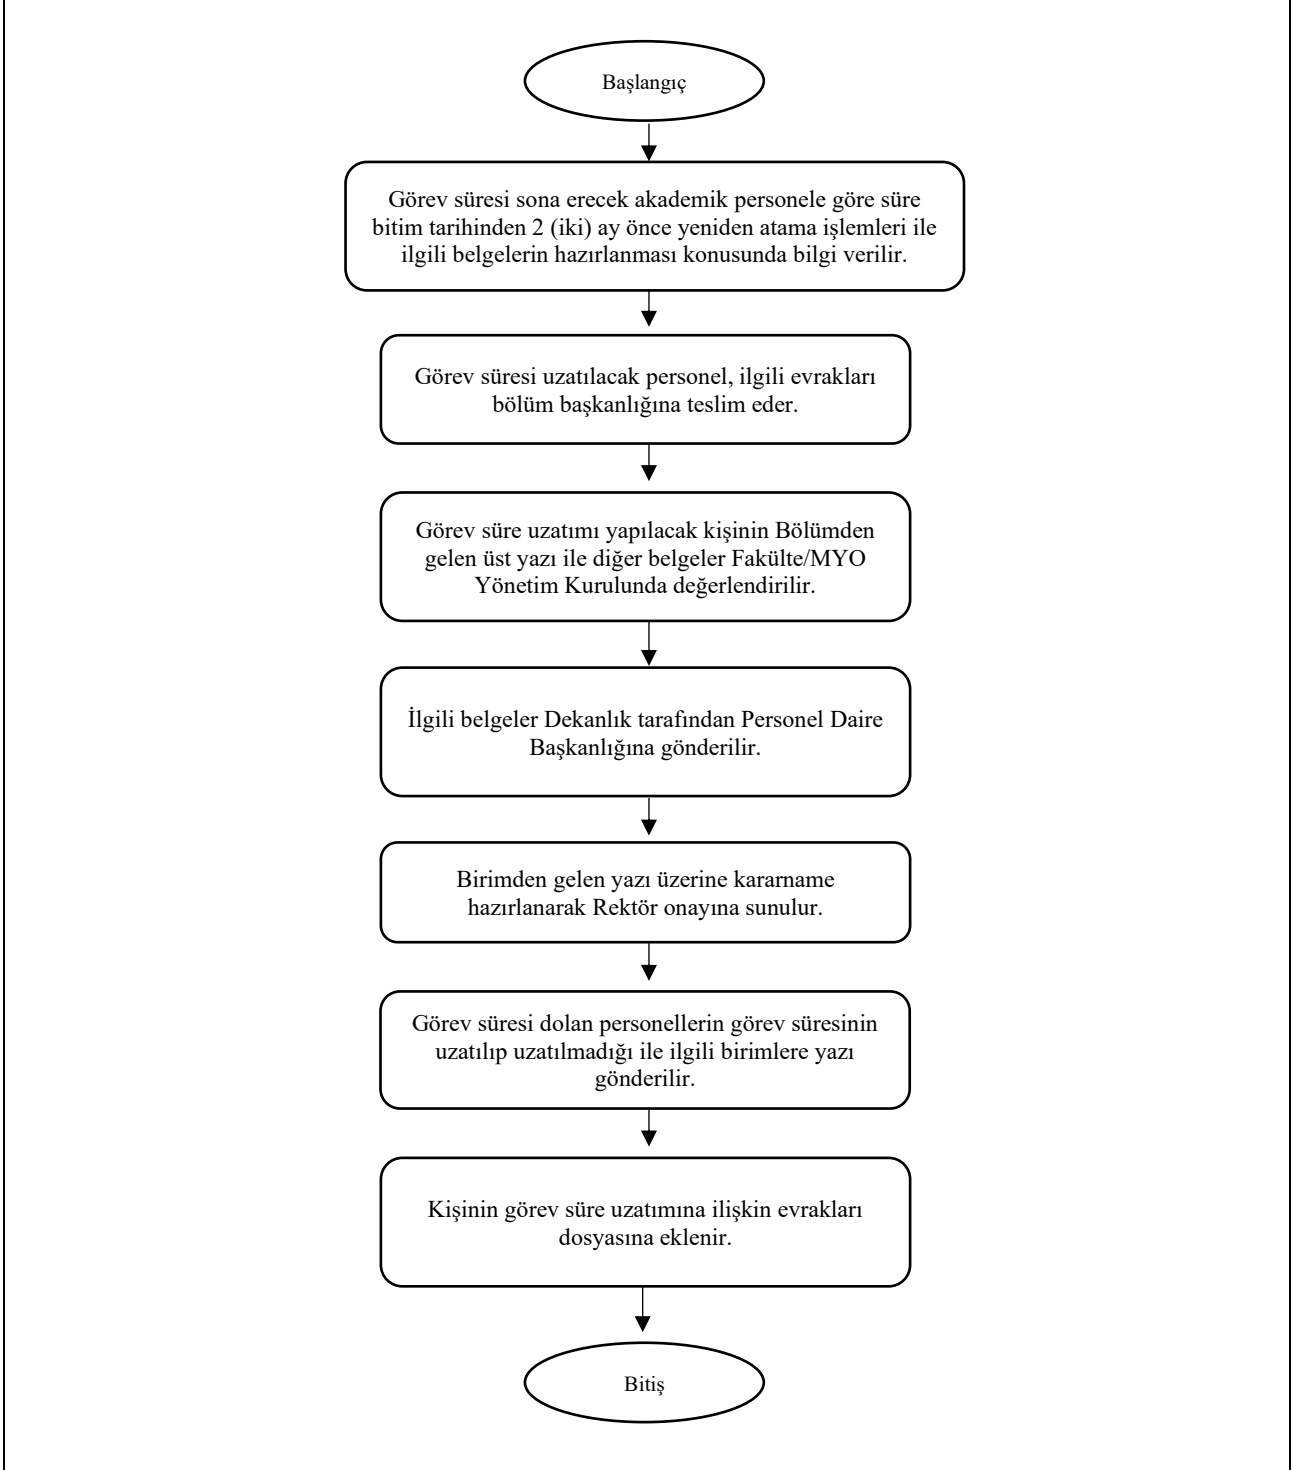 Başlangıç
Görev süresi sona erecek akademik personele göre süre
bitim tarihinden 2 (iki) ay önce yeniden atama işlemleri ile
ilgili belgelerin hazırlanması konusunda bilgi verilir.
Görev süresi uzatılacak personel, ilgili evrakları
bölüm başkanlığına teslim eder.
Görev süre uzatımı yapılacak kişinin Bölümden
gelen üst yazı ile diğer belgeler Fakülte/MYO
Yönetim Kurulunda değerlendirilir.
İlgili belgeler Dekanlık tarafından Personel Daire
Başkanlığına gönderilir.
Birimden gelen yazı üzerine kararname
hazırlanarak Rektör onayına sunulur.
Görev süresi dolan personellerin görev süresinin
uzatılıp uzatılmadığı ile ilgili birimlere yazı
gönderilir.
Kişinin görev süre uzatımına ilişkin evrakları
dosyasına eklenir.
Bitiş